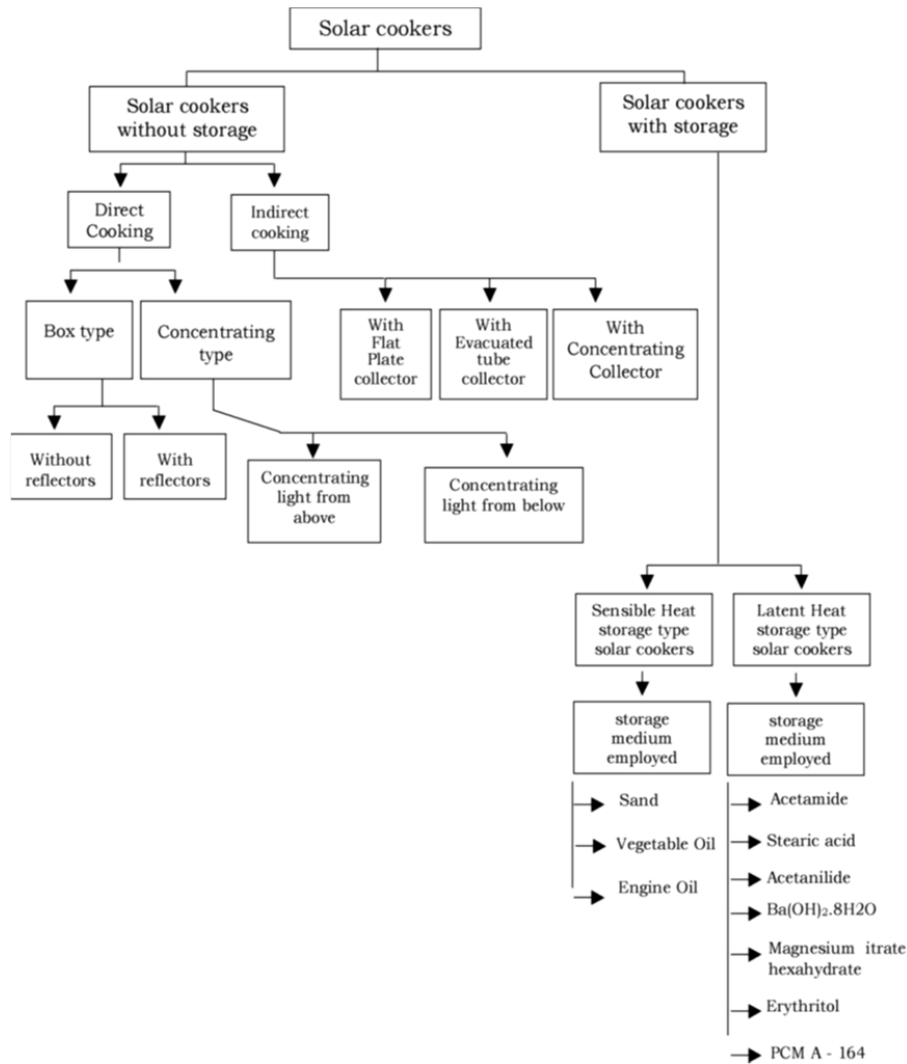 Solar cookers
Solar cookers
without storage
Solar cookers
with storage
Direct
Cooking
Indirect
cooking
Box type
Concentrating
type
With
Flat
Plate
collector
With
Evacuated
tube
collector
With
Concentrating
Collector
Without
reflectors
With
reflectors
Concentrating
light from
above
Concentrating
light from below
Sensible Heat
storage type
solar cookers
Latent Heat
storage type
solar cookers
storage
medium
employed
storage
medium
employed
Sand
Vegetable Oil
Engine Oil
Acetamide
Stearic acid
Acetanilide
Ba(OH)₂.8H2O
Magnesium itrate
hexahydrate
Erythritol
PCM A - 164